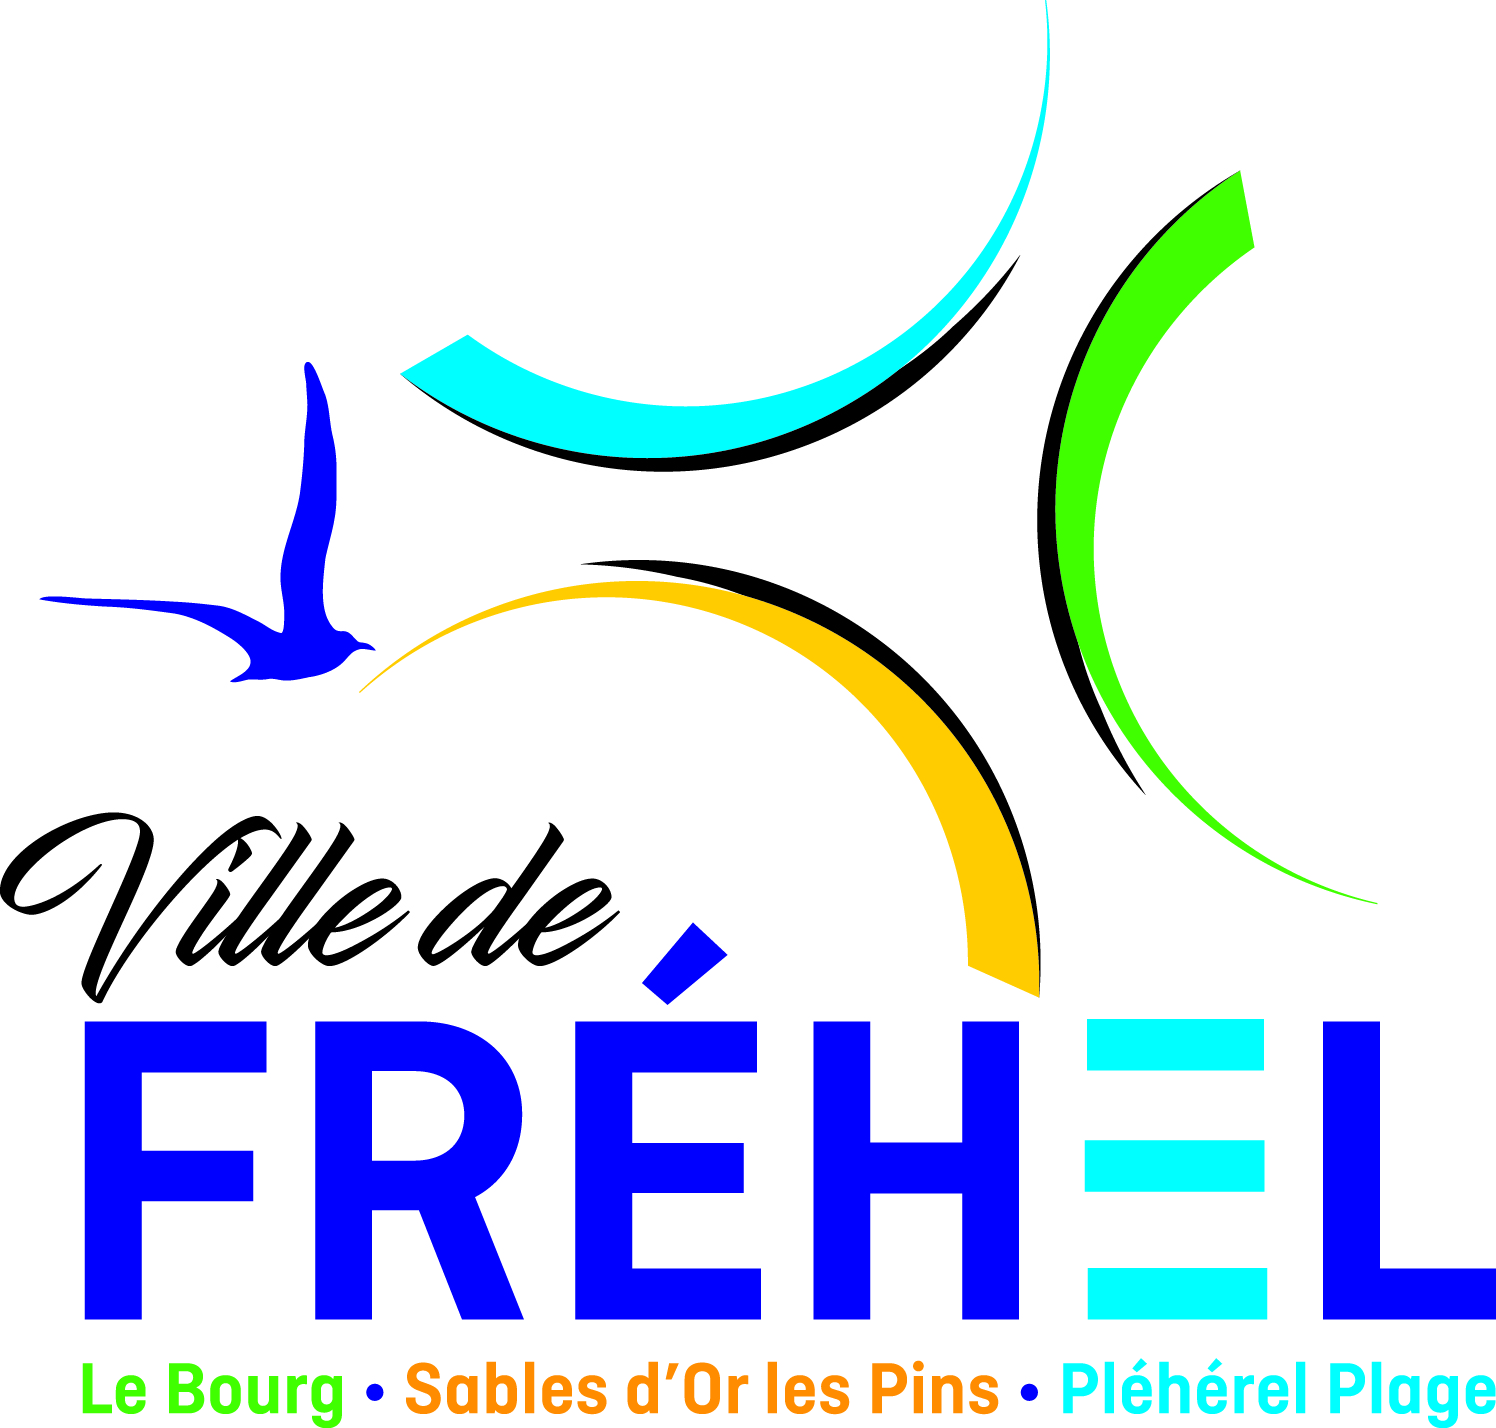 Ville de
FRÉHEL
Le Bourg • Sables d'Or les Pins • Pléhérel Plage